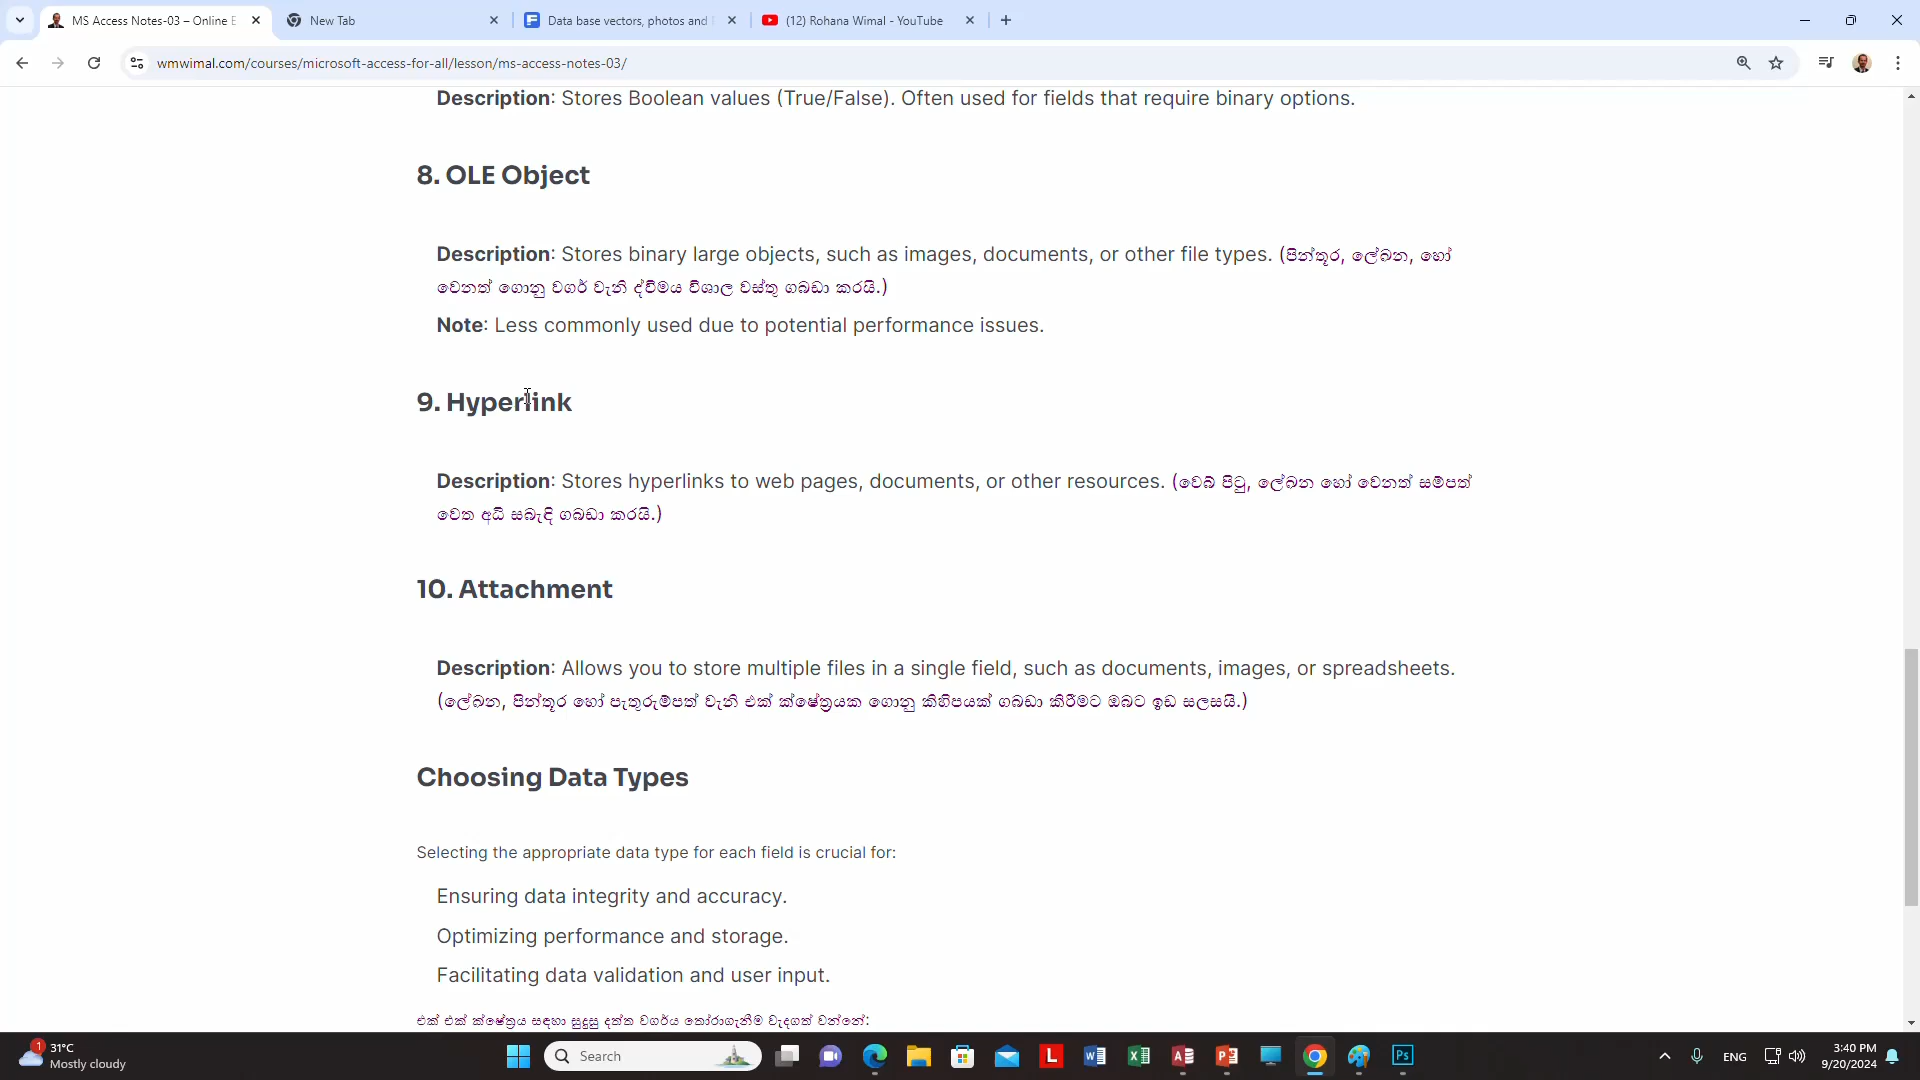 MS Access Notes-03 – Online E
New Tab
Data base vectors, photos and
(12) Rohana Wimal - YouTube
wmwimal.com/courses/microsoft-access-for-all/lesson/ms-access-notes-03/
Description: Stores Boolean values (True/False). Often used for fields that require binary options.
8. OLE Object
Description: Stores binary large objects, such as images, documents, or other file types. (පින්තූර, ලේඛන, හෝ
වෙනත් ගොනු වර්ග වැනි ද්විමය විශාල වස්තු ගබඩා කරයි.)
Note: Less commonly used due to potential performance issues.
9. Hyperlink
Description: Stores hyperlinks to web pages, documents, or other resources. (වෙබ් පිටු, ලේඛන හෝ වෙනත් සම්පත්
වෙත අධි සබැඳි ගබඩා කරයි.)
10. Attachment
Description: Allows you to store multiple files in a single field, such as documents, images, or spreadsheets.
(ලේඛන, පින්තූර හෝ පැතුරුම්පත් වැනි එක් ක්ෂේත්‍රයක ගොනු කිහිපයක් ගබඩා කිරීමට ඔබට ඉඩ සලසයි.)
Choosing Data Types
Selecting the appropriate data type for each field is crucial for:
Ensuring data integrity and accuracy.
Optimizing performance and storage.
Facilitating data validation and user input.
එක් එක් ක්ෂේත්‍රය සඳහා සුදුසු දත්ත වර්ගය තෝරාගැනීම වැදගත් වන්නේ:
1
31°C
Mostly cloudy
Search
L
Ps
ENG
3:40 PM
9/20/2024